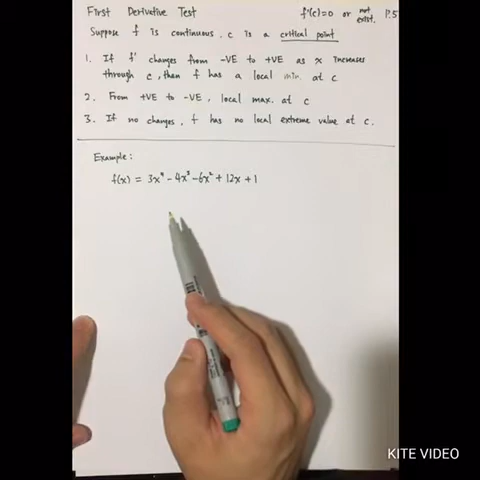 First Derivative Test f'(c)=0 or not exist. P.5
Suppose f is continuous, c is a critical point
1. If f' changes from -VE to +VE as x increases
through c, then f has a local min. at c
2. From +VE to -VE, local max. at c
3. If no changes, f has no local extreme value at c.
Example:
f(x) = 3x⁴ - 4x³ - 6x² + 12x + 1
KITE VIDEO